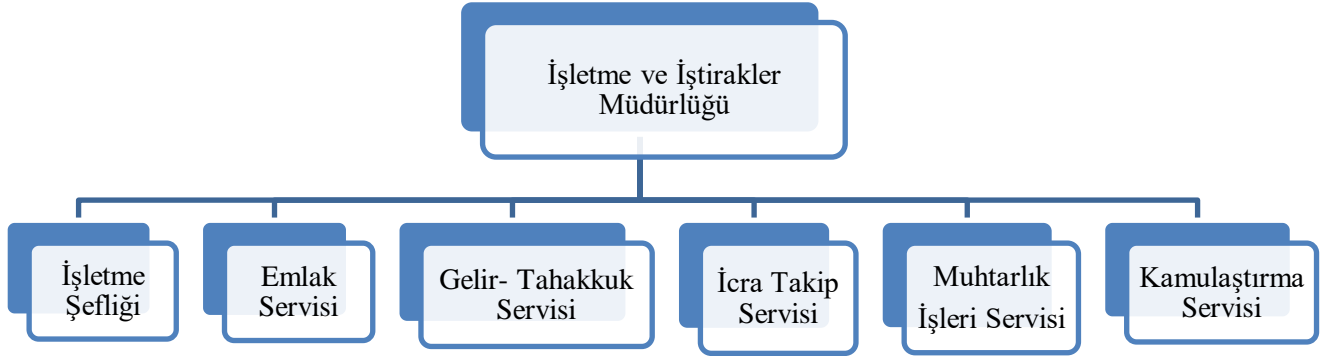 İşletme ve İştirakler
Müdürlüğü
İşletme
Şefliği
Emlak
Servisi
Gelir- Tahakkuk
Servisi
İcra Takip
Servisi
Muhtarlık
İşleri Servisi
Kamulaştırma
Servisi